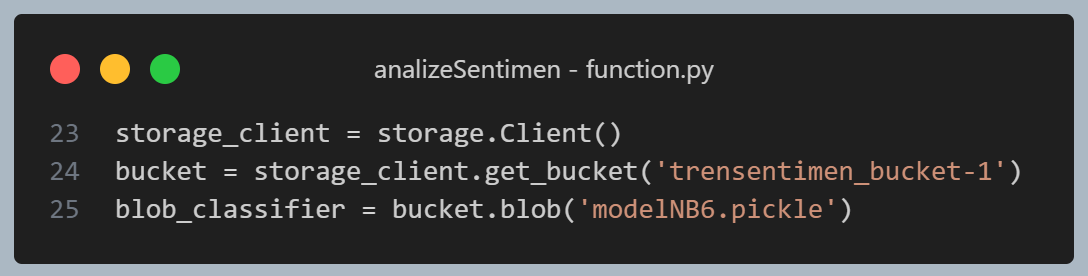 analizeSentimen - function.py
23 storage_client = storage.Client()
24 bucket = storage_client.get_bucket('trensentimen_bucket-1')
25 blob_classifier = bucket.blob('modelNB6.pickle')